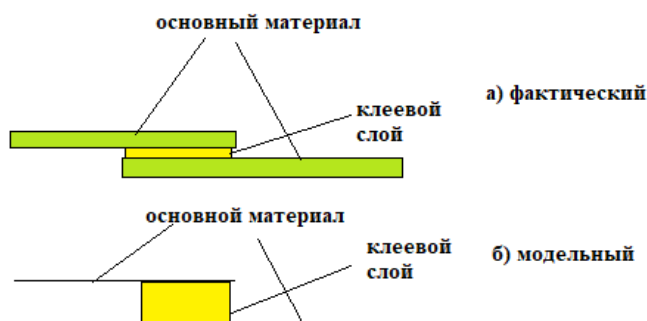 основный материал
а) фактический
клеевой
слой
основной материал
клеевой
слой
б) модельный